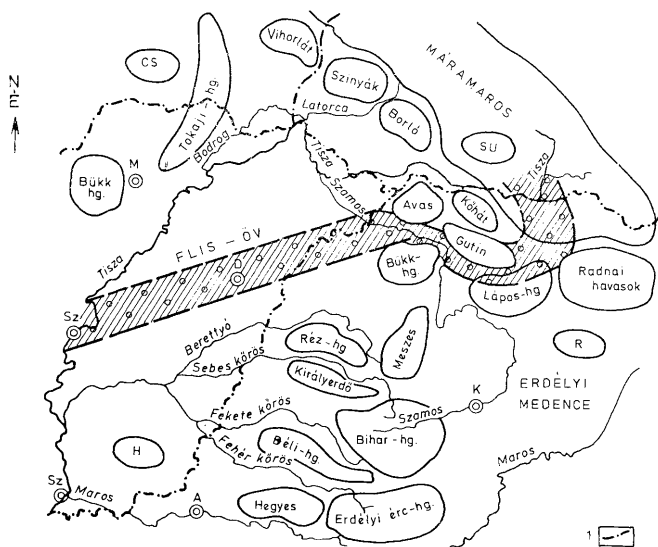 N-É
CS
Vihorlát
Szinyák
MÁRAMAROS
Tokaji-hg.
Latorca
Borló
Bodrog
SU
Tisza
Tisza
Bükk
hg.
M
Szamos
Avas
Kőhát
Gutin
FLIS - ÖV
Tisza
D
Bükk-
hg.
Lápos-hg
Radnai
havasok
Sz
Berettyó
Réz-hg
Meszes
R
Sebes körös
Királyerdő
ERDÉLYI
MEDENCE
K
Szamos
Fekete körös
Bihar-hg.
H
Béli-hg.
Fehér körös
Maros
Sz
Maros
A
Hegyes
Erdélyi érc-hg.
1